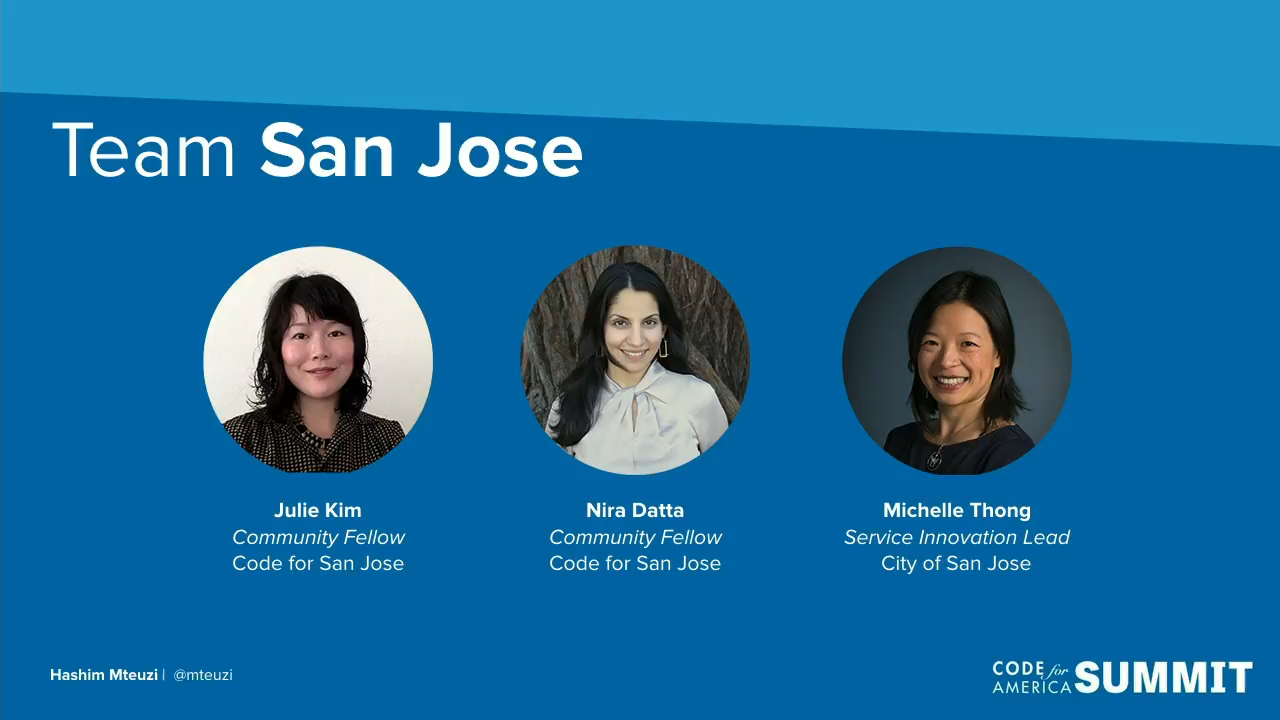 Team San Jose
Julie Kim
Community Fellow
Code for San Jose
Nira Datta
Community Fellow
Code for San Jose
Michelle Thong
Service Innovation Lead
City of San Jose
Hashim Mteuzi | @mteuzi
CODE for
AMERICA SUMMIT